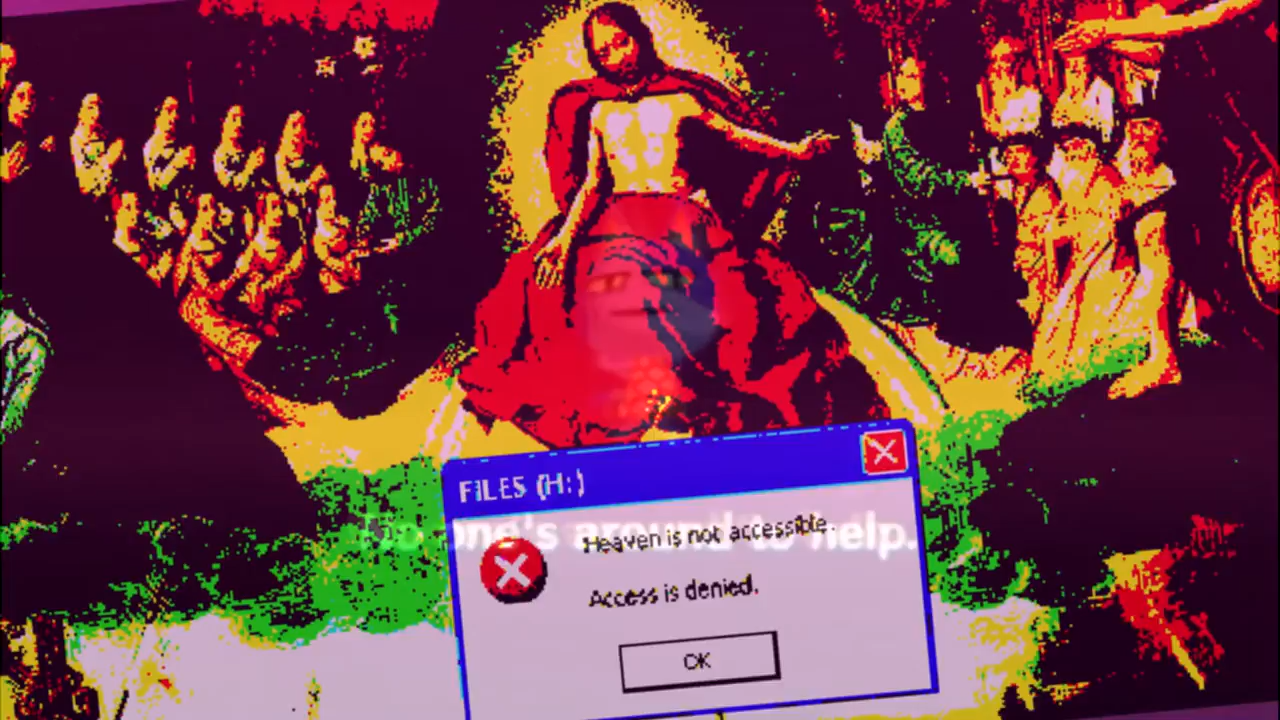 FILES (H:)
No one's around to help.
Heaven is not accessible.
Access is denied.
OK